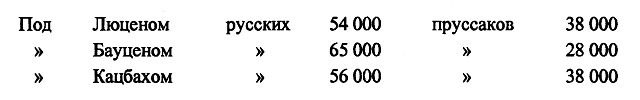 Под Люценом русских 54 000 пруссаков 38 000
» Бауценом » 65 000 » 28 000
» Кацбахом » 56 000 » 38 000